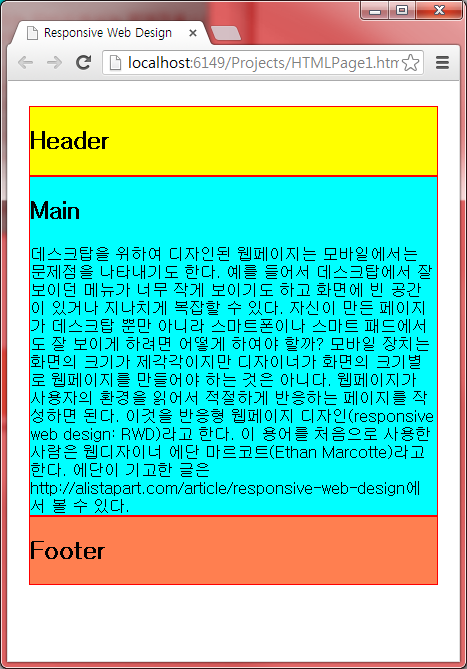 Responsive Web Design
localhost:6149/Projects/HTMLPage1.htm
Header
Main
데스크탑을 위하여 디자인된 웹페이지는 모바일에서는
문제점을 나타내기도 한다. 예를 들어서 데스크탑에서 잘
보이던 메뉴가 너무 작게 보이기도 하고 화면에 빈 공간
이 있거나 지나치게 복잡할 수 있다. 자신이 만든 페이지
가 데스크탑 뿐만 아니라 스마트폰이나 스마트 패드에서
도 잘 보이게 하려면 어떻게 하여야 할까? 모바일 장치는
화면의 크기가 제각각이지만 디자이너가 화면의 크기별
로 웹페이지를 만들어야 하는 것은 아니다. 웹페이지가
사용자의 환경을 읽어서 적절하게 반응하는 페이지를 작
성하면 된다. 이것을 반응형 웹페이지 디자인(responsive
web design: RWD)라고 한다. 이 용어를 처음으로 사용한
사람은 웹디자이너 에단 마르코트(Ethan Marcotte)라고
한다. 에단이 기고한 글은
http://alistapart.com/article/responsive-web-design에
서 볼 수 있다.
Footer